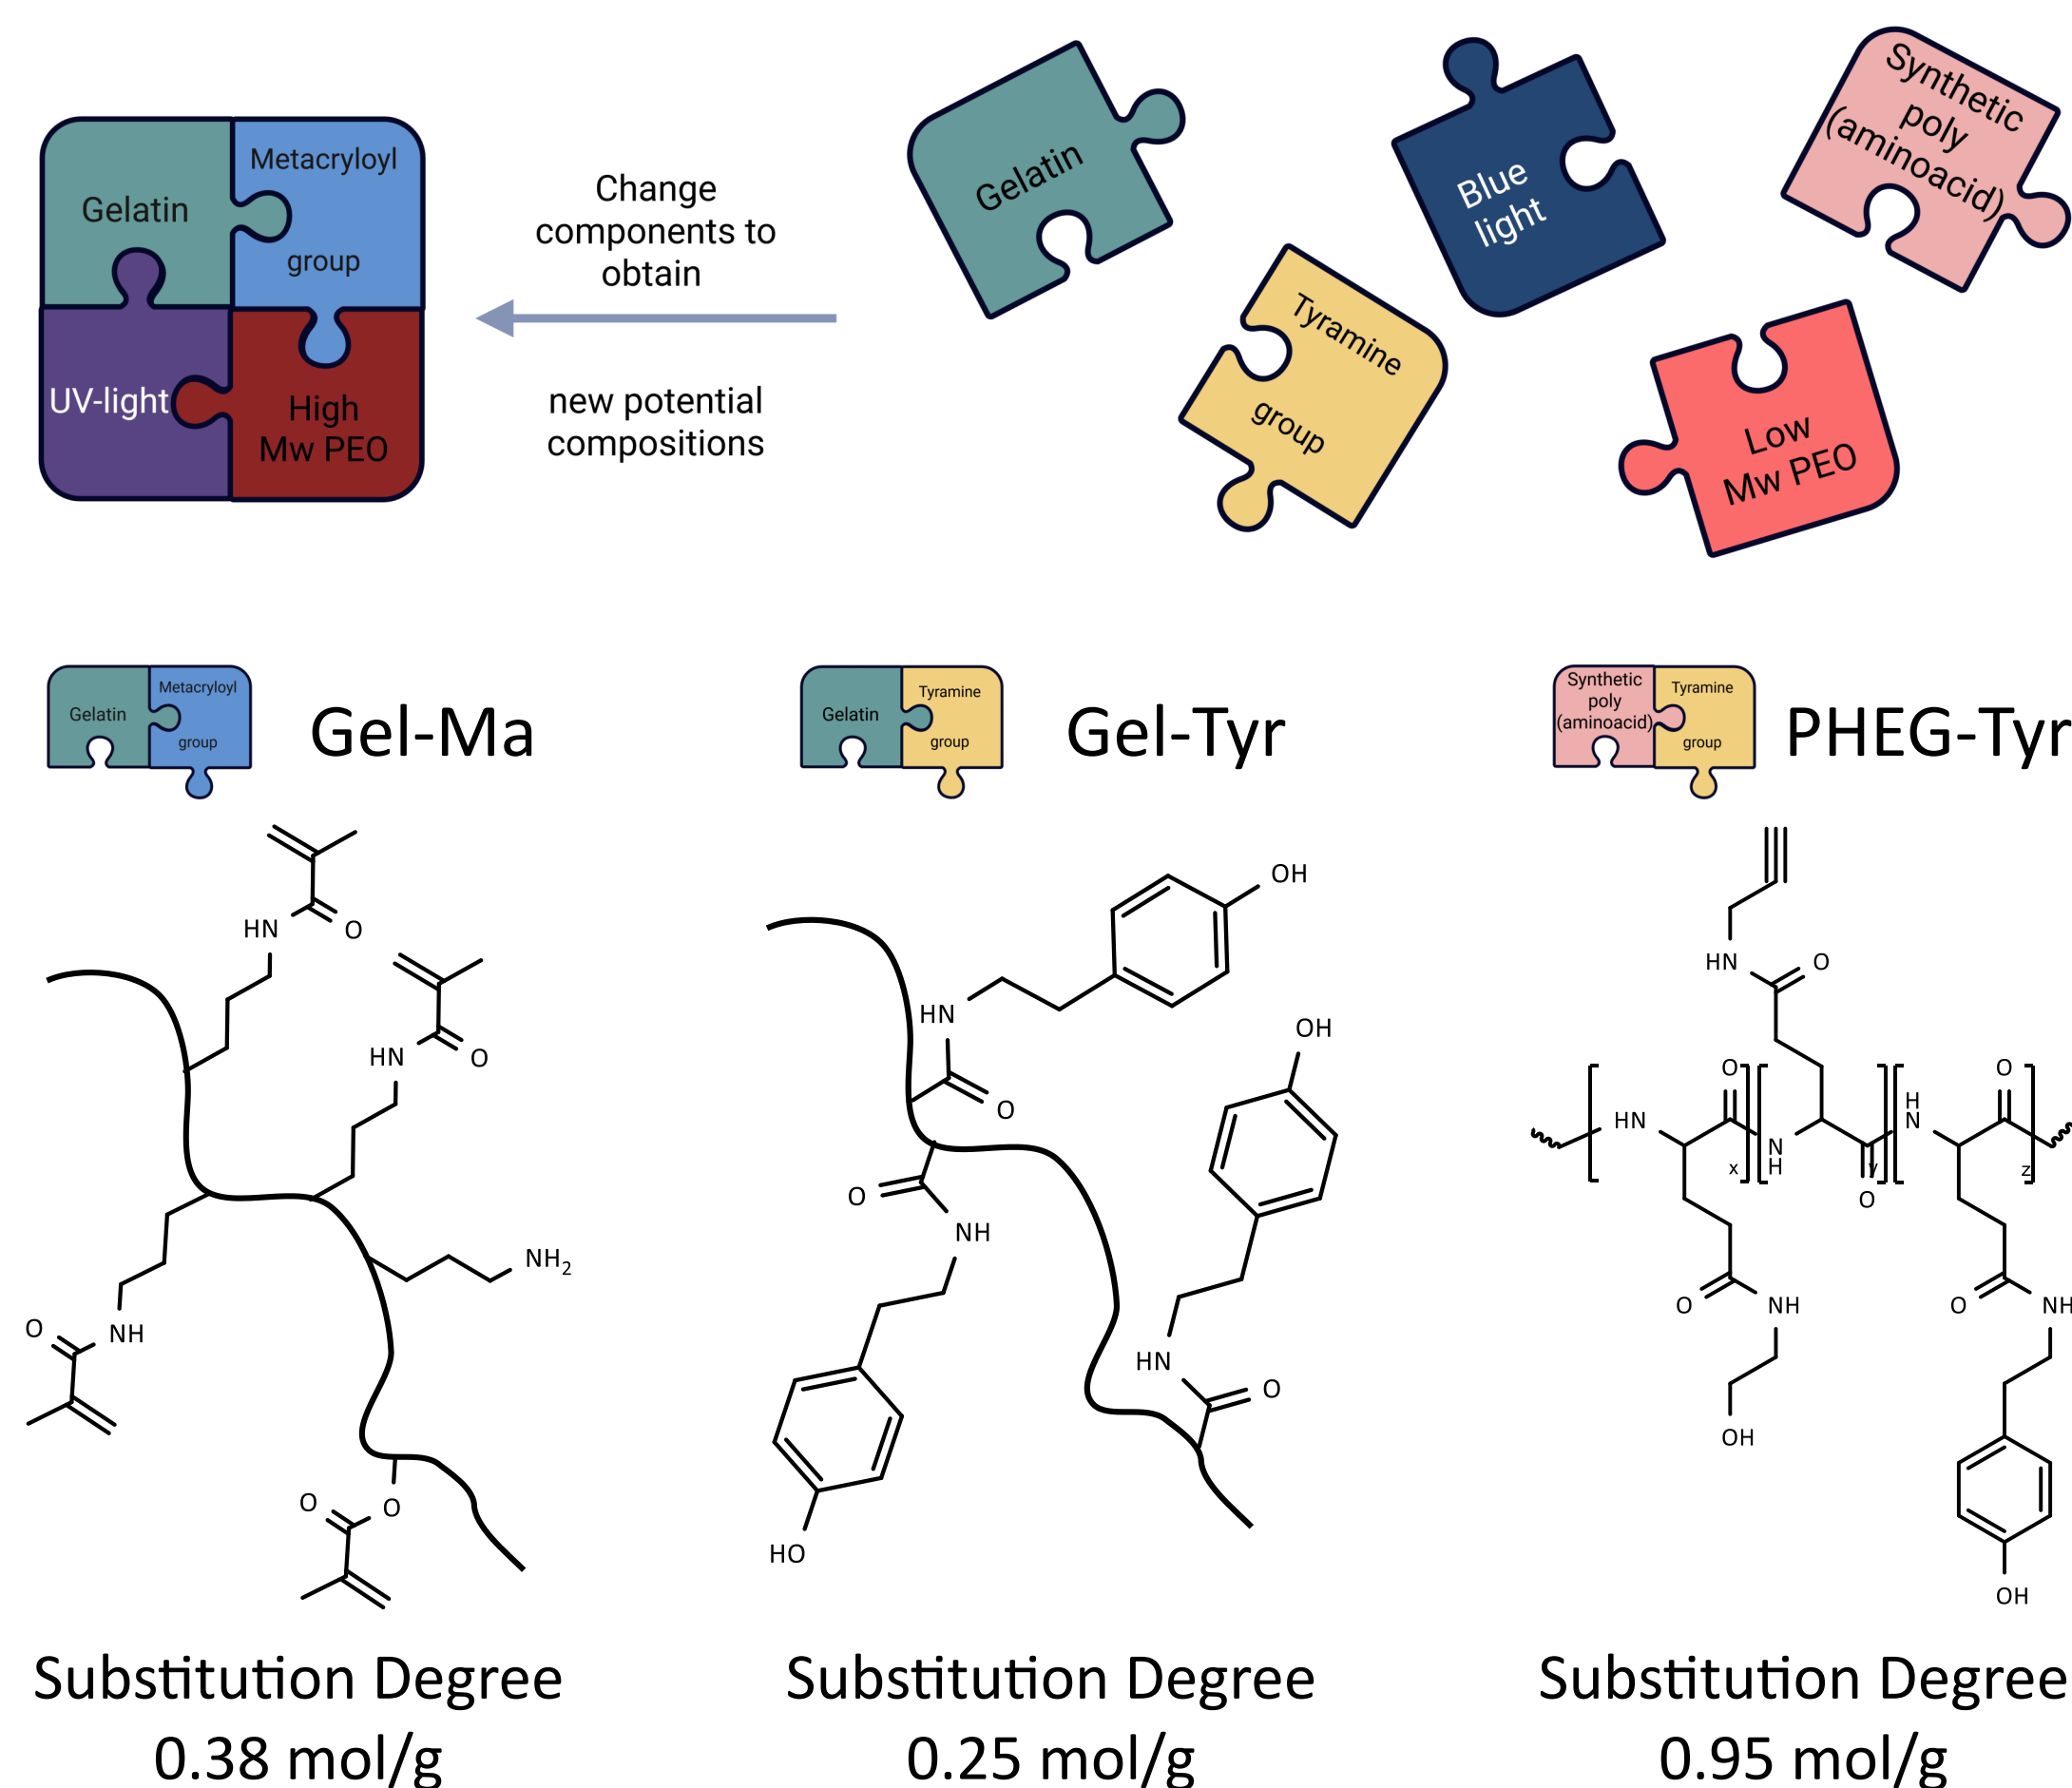 Gelatin
Metacryloyl
group
UV-light
High
Mw PEO
Change
components to
obtain
new potential
compositions
Gelatin
Blue
light
Synthetic
poly
(aminoacid)
Tyramine
group
Low
Mw PEO
Gelatin
Metacryloyl
group
Gel-Ma
Gelatin
Tyramine
group
Gel-Tyr
Synthetic
poly
(aminoacid)
Tyramine
group
PHEG-Tyr
HN
O
HN
O
NH2
O
NH
O
O
OH
HN
O
OH
O
NH
HN
O
HO
HN
O
O
O
HN
H
N
x
N
H
y
z
O
O
NH
O
NH
OH
OH
Substitution Degree
0.38 mol/g
Substitution Degree
0.25 mol/g
Substitution Degree
0.95 mol/g